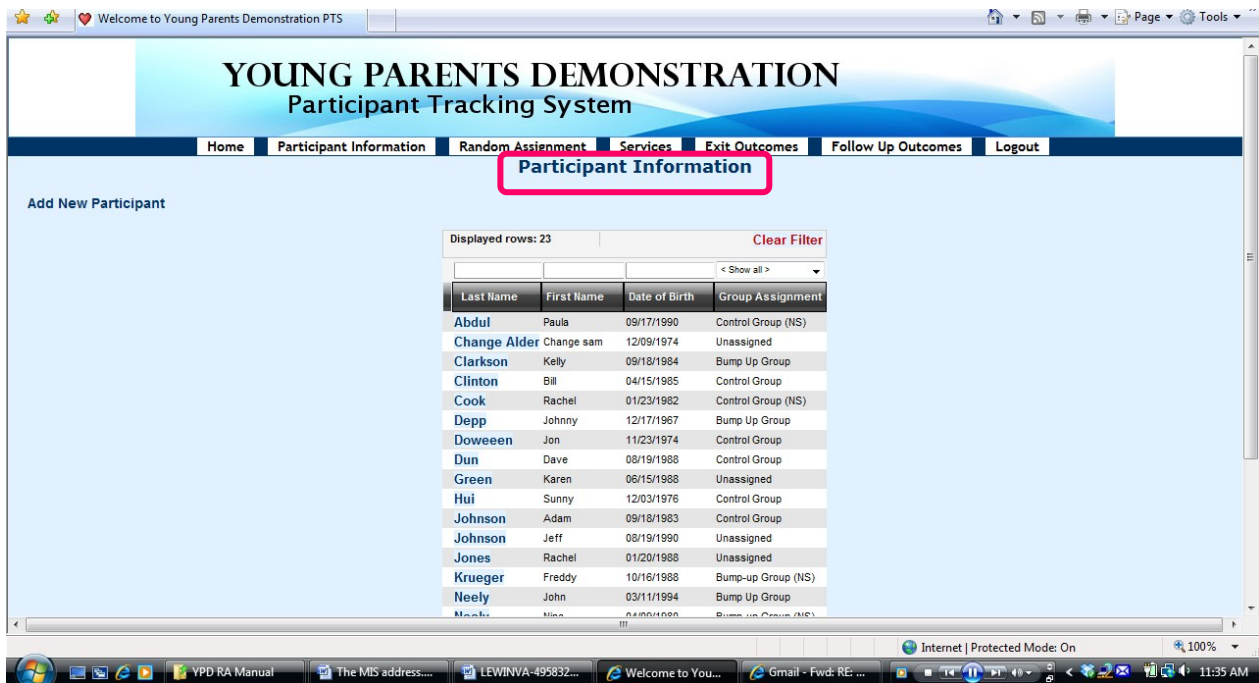 Welcome to Young Parents Demonstration PTS
Page
Tools
YOUNG PARENTS DEMONSTRATION
Participant Tracking System
Home Participant Information Random Assignment Services Exit Outcomes Follow Up Outcomes Logout
Participant Information
Add New Participant
Displayed rows: 23 Clear Filter
< Show all >
Last Name First Name Date of Birth Group Assignment
Abdul Paula 09/17/1990 Control Group (NS)
Change Alder Change sam 12/09/1974 Unassigned
Clarkson Kelly 09/18/1984 Bump Up Group
Clinton Bill 04/15/1985 Control Group
Cook Rachel 01/23/1982 Control Group (NS)
Depp Johnny 12/17/1967 Bump Up Group
Doweeen Jon 11/23/1974 Control Group
Dun Dave 08/19/1988 Control Group
Green Karen 06/15/1988 Unassigned
Hui Sunny 12/03/1976 Control Group
Johnson Adam 09/18/1983 Control Group
Johnson Jeff 08/19/1990 Unassigned
Jones Rachel 01/20/1988 Unassigned
Krueger Freddy 10/16/1988 Bump-up Group (NS)
Neely John 03/11/1994 Bump Up Group
Neely Nina Bump-up Group (NS)
Internet | Protected Mode: On 100%
YPD RA Manual The MIS address.... LEWINVA-495832... Welcome to You... Gmail - Fwd: RE: ... 11:35 AM